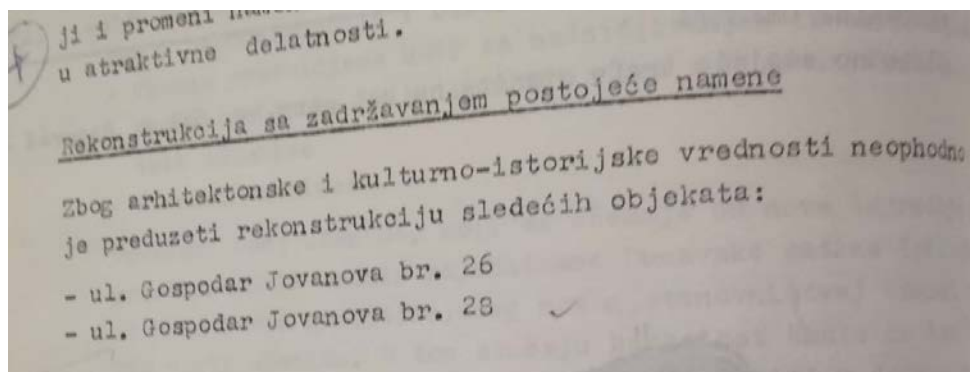 ji i promeni
u atraktivne delatnosti.
Rekonstrukcija sa zadržavanjem postojeće namene
Zbog arhitektonske i kulturno-istorijske vrednosti neophodno
je preduzeti rekonstrukciju sledećih objekata:
- ul. Gospodar Jovanova br. 26
- ul. Gospodar Jovanova br. 28